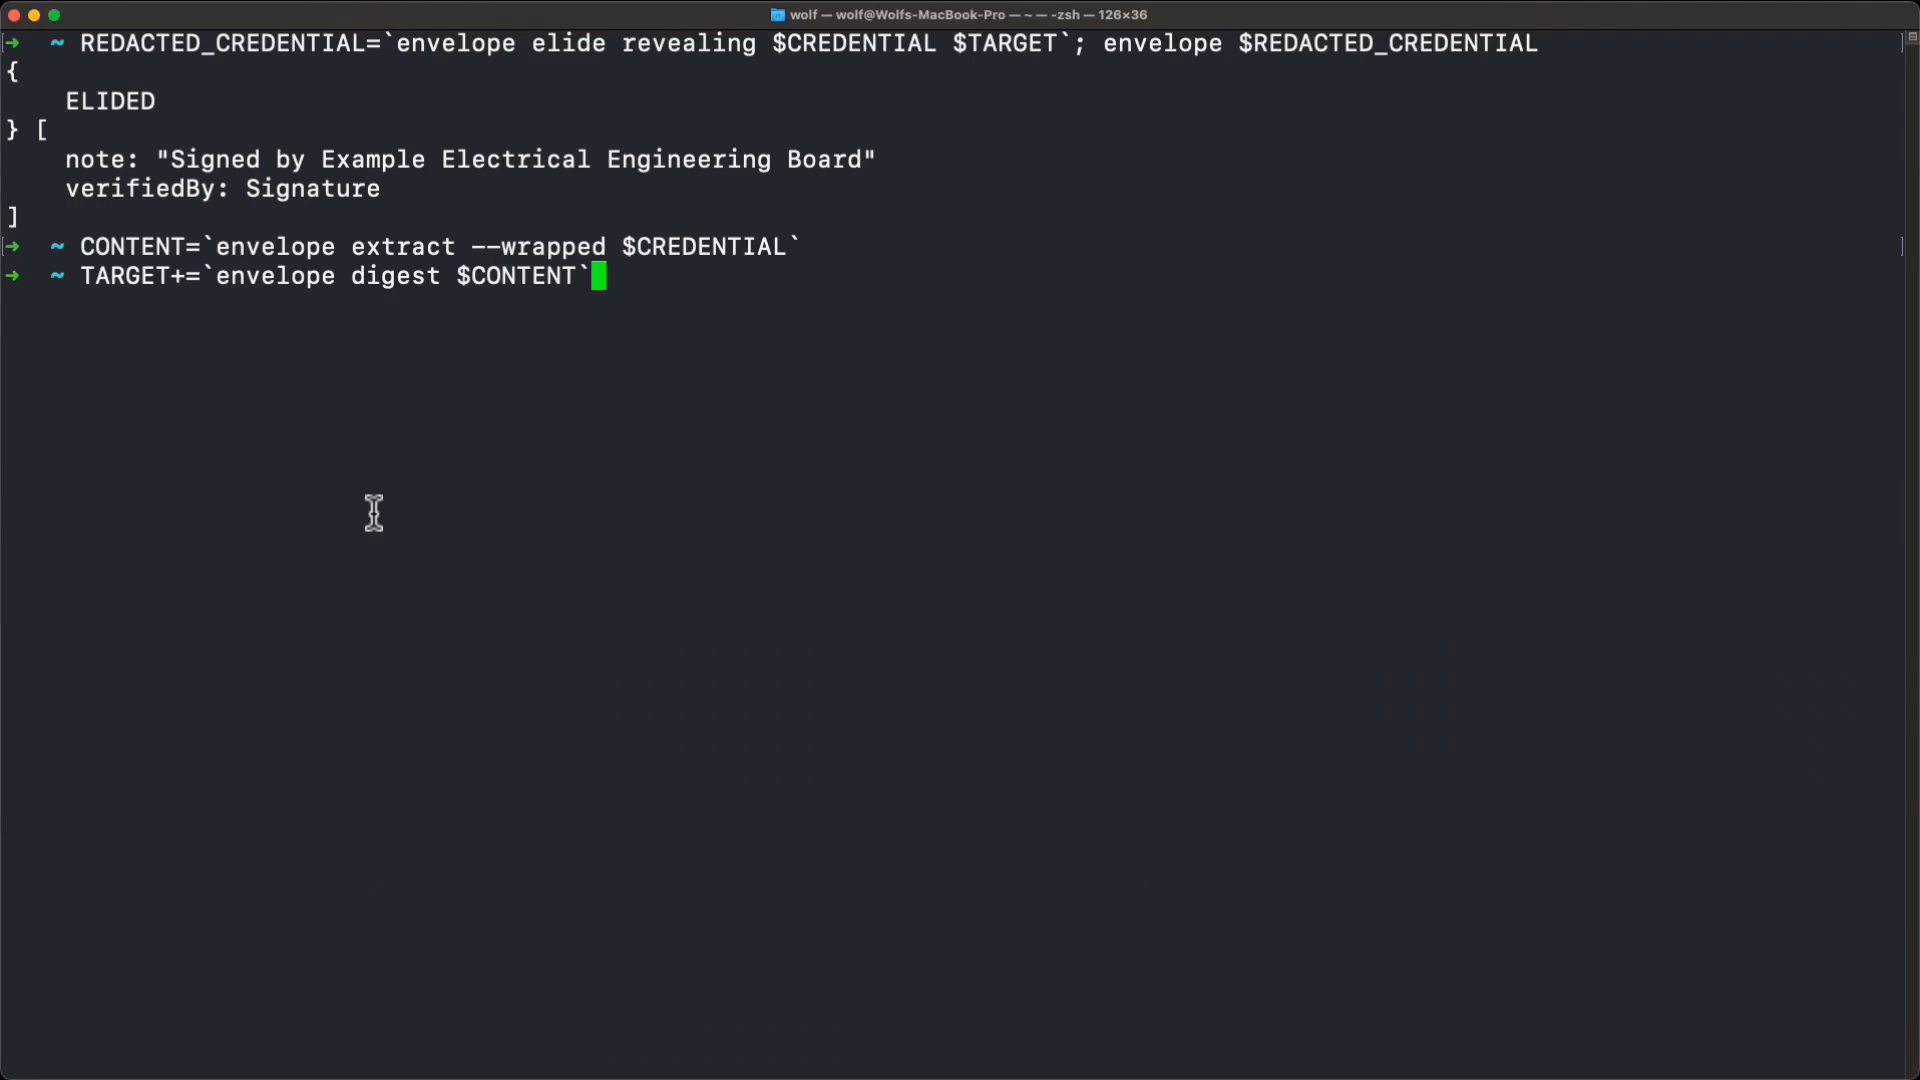 wolf — wolf@Wolfs-MacBook-Pro — ~ — -zsh — 126×36
[➜ ~ REDACTED_CREDENTIAL=`envelope elide revealing $CREDENTIAL $TARGET`; envelope $REDACTED_CREDENTIAL ]
{
ELIDED
} [
note: "Signed by Example Electrical Engineering Board"
verifiedBy: Signature
]
[➜ ~ CONTENT=`envelope extract --wrapped $CREDENTIAL` ]
➜ ~ TARGET+=`envelope digest $CONTENT`